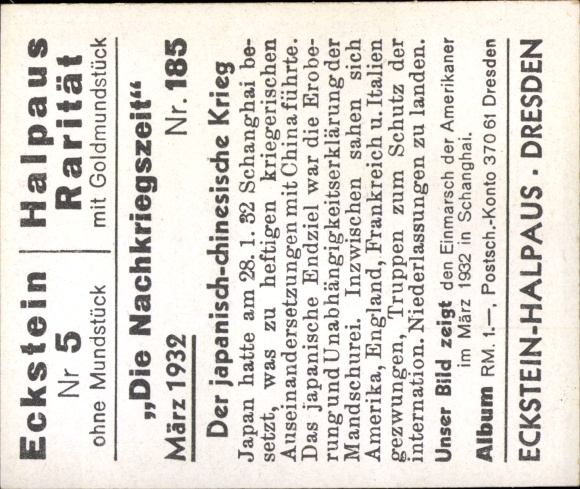 Eckstein | Halpaus
Nr 5 | Rarität
ohne Mundstück | mit Goldmundstück
„Die Nachkriegszeit“
März 1932 Nr. 185
Der japanisch-chinesische Krieg
Japan hatte am 28. 1. 32 Schanghai be-
setzt, was zu heftigen kriegerischen
Auseinandersetzungen mit China führte.
Das japanische Endziel war die Erobe-
rung und Unabhängigkeitserklärung der
Mandschurei. Inzwischen sahen sich
Amerika, England, Frankreich u. Italien
gezwungen, Truppen zum Schutz der
internation. Niederlassungen zu landen.
Unser Bild zeigt den Einmarsch der Amerikaner
im März 1932 in Schanghai.
Album RM. 1.—, Postsch.-Konto 370 61 Dresden
ECKSTEIN-HALPAUS · DRESDEN